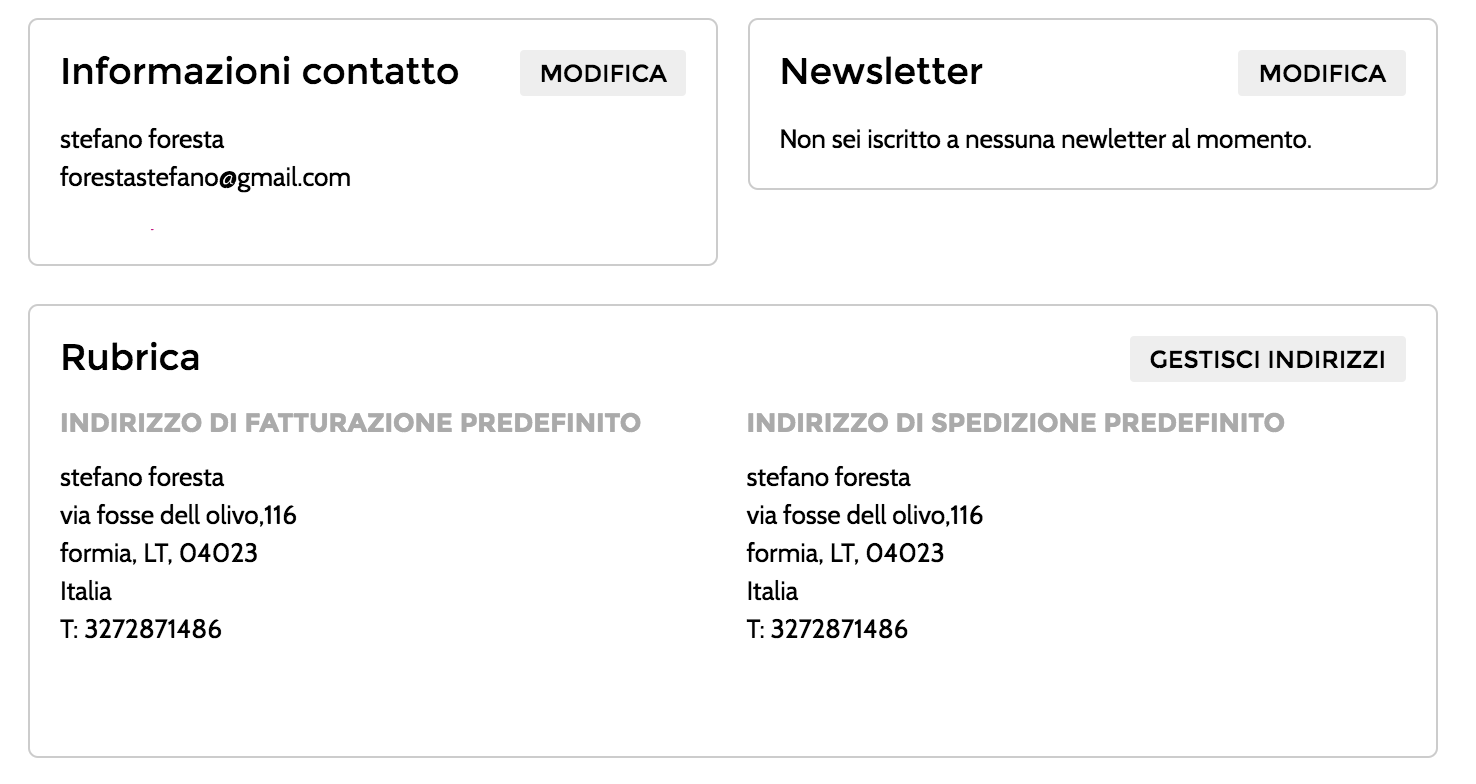 Informazioni contatto
MODIFICA
stefano foresta
forestastefano@gmail.com
Newsletter
MODIFICA
Non sei iscritto a nessuna newletter al momento.
Rubrica
GESTISCI INDIRIZZI
INDIRIZZO DI FATTURAZIONE PREDEFINITO
stefano foresta
via fosse dell olivo,116
formia, LT, 04023
Italia
T: 3272871486
INDIRIZZO DI SPEDIZIONE PREDEFINITO
stefano foresta
via fosse dell olivo,116
formia, LT, 04023
Italia
T: 3272871486